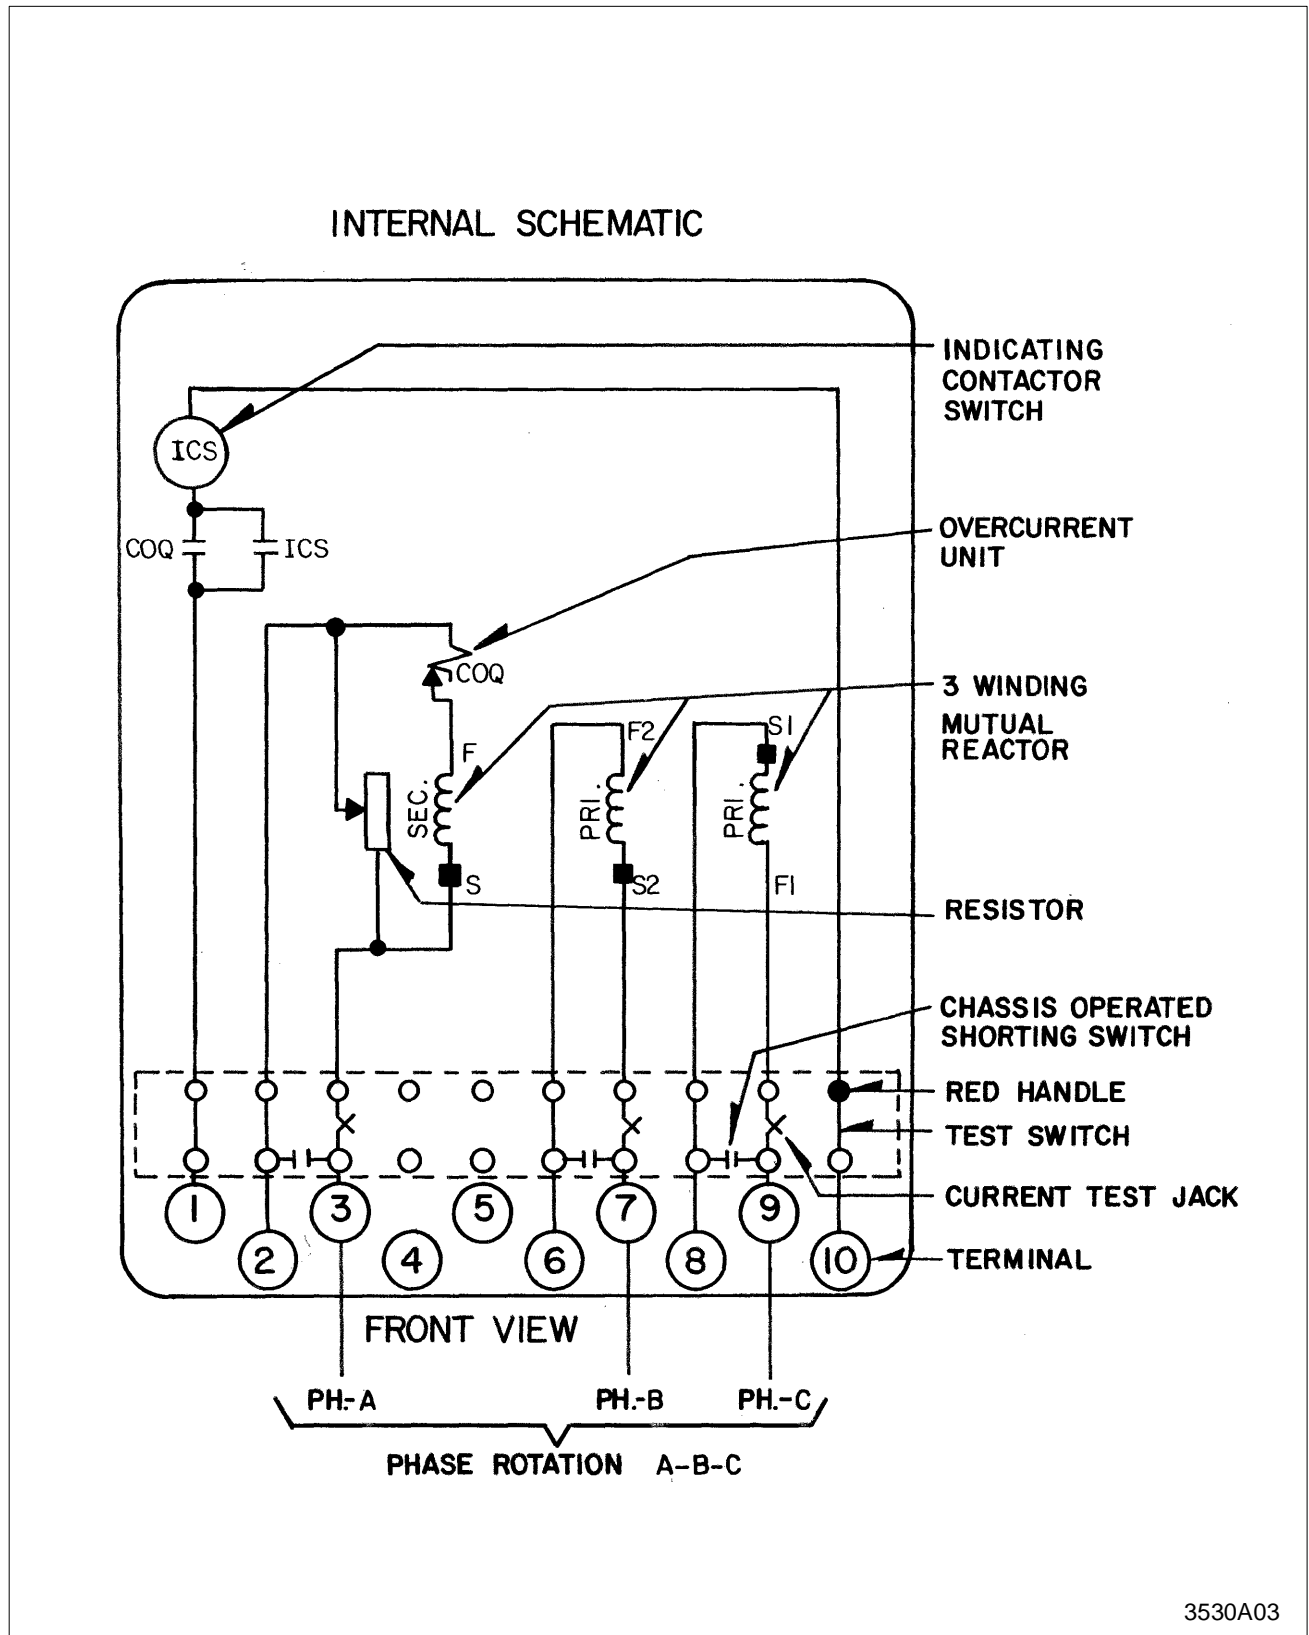 INTERNAL SCHEMATIC
INDICATING
CONTACTOR
SWITCH
ICS
OVERCURRENT
UNIT
COQ
ICS
COQ
3 WINDING
MUTUAL
REACTOR
F
F2
S1
SEC.
PRI.
PRI.
S
S2
F1
RESISTOR
CHASSIS OPERATED
SHORTING SWITCH
RED HANDLE
TEST SWITCH
CURRENT TEST JACK
1
3
5
7
9
2
4
6
8
10
TERMINAL
FRONT VIEW
PH.-A
PH.-B
PH.-C
PHASE ROTATION A-B-C
3530A03